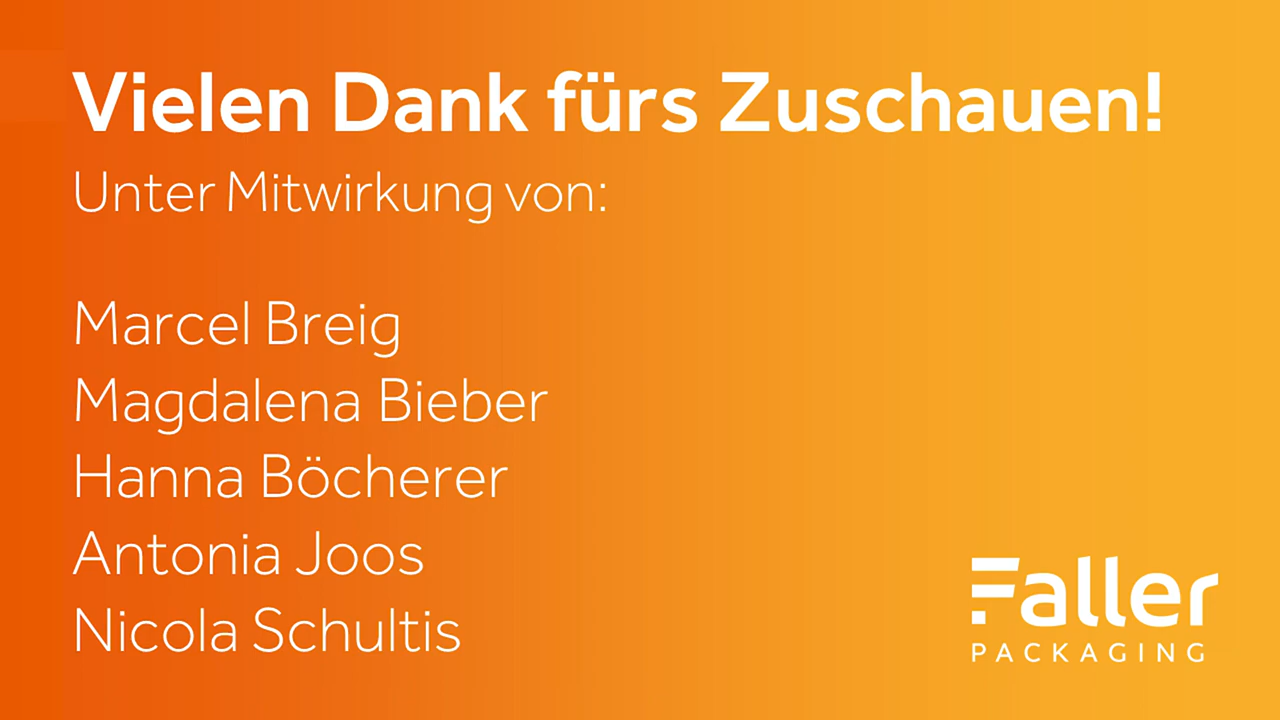 Vielen Dank fürs Zuschauen!
Unter Mitwirkung von:
Marcel Breig
Magdalena Bieber
Hanna Böcherer
Antonia Joos
Nicola Schultis
Faller
PACKAGING